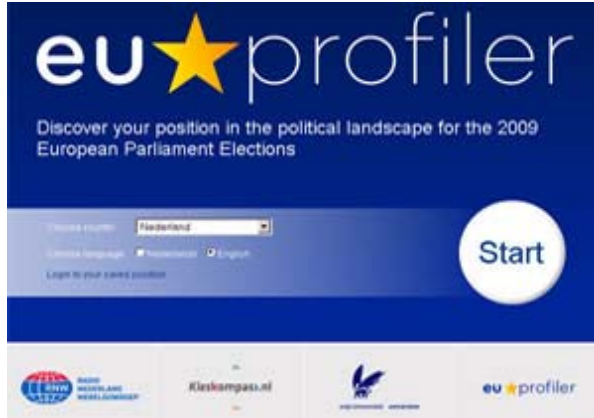 eu profiler
Discover your position in the political landscape for the 2009
European Parliament Elections
Choose country Nederland
Choose language Nederlands English
Login to your saved position
Start
RNW RADIO
NEDERLAND
WERELDOMROEP
Kieskompas.nl
eu profiler